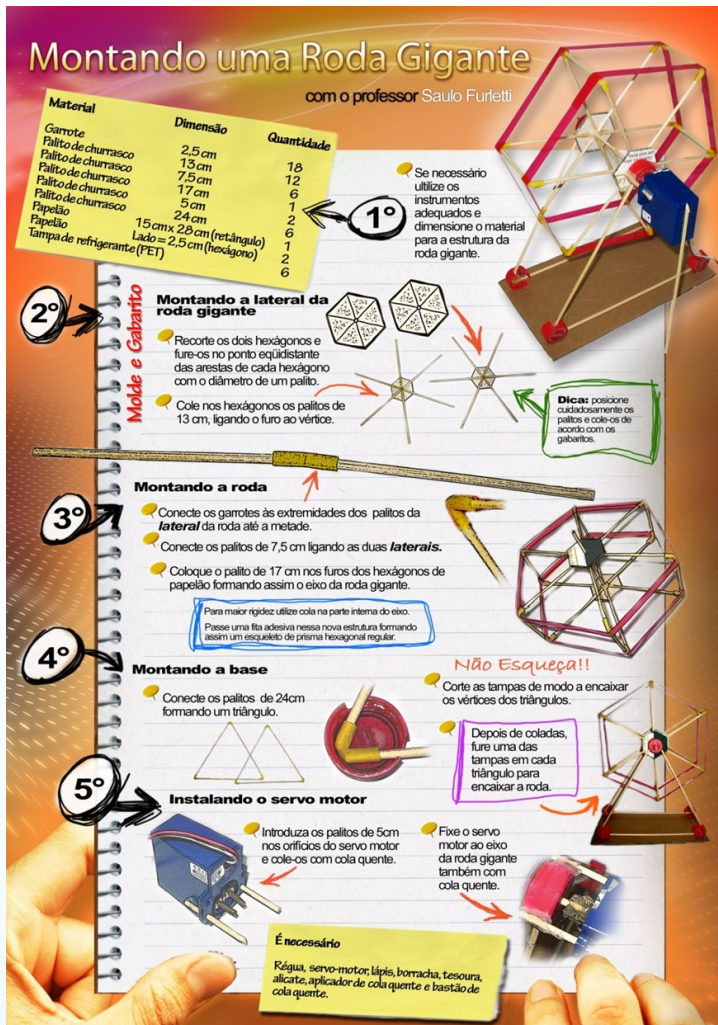 Montando uma Roda Gigante
com o professor Saulo Furletti
Material Dimensão Quantidade
Garrote 2,5 cm 18
Palito de churrasco 13 cm 12
Palito de churrasco 7,5 cm 6
Palito de churrasco 17 cm 1
Palito de churrasco 5 cm 2
Palito de churrasco 24 cm 6
Papelão 15 cm x 28 cm (retângulo) 1
Papelão Lado = 2,5 cm (hexágono) 2
Tampa de refrigerante (PET) 6
1º
Se necessário
ultilize os
instrumentos
adequados e
dimensione o material
para a estrutura da
roda gigante.
2º
Molde e Gabarito
Montando a lateral da
roda gigante
Recorte os dois hexágonos e
fure-os no ponto eqüidistante
das arestas de cada hexágono
com o diâmetro de um palito.
Cole nos hexágonos os palitos de
13 cm, ligando o furo ao vértice.
Dica: posicione
cuidadosamente os
palitos e cole-os de
acordo com os
gabaritos.
3º
Montando a roda
Conecte os garrotes às extremidades dos palitos da
lateral da roda até a metade.
Conecte os palitos de 7,5 cm ligando as duas laterais.
Coloque o palito de 17 cm nos furos dos hexágonos de
papelão formando assim o eixo da roda gigante.
Para maior rigidez utilize cola na parte interna do eixo.
Passe uma fita adesiva nessa nova estrutura formando
assim um esqueleto de prisma hexagonal regular.
4º
Montando a base
Conecte os palitos de 24cm
formando um triângulo.
Não Esqueça!!
Corte as tampas de modo a encaixar
os vértices dos triângulos.
Depois de coladas,
fure uma das
tampas em cada
triângulo para
encaixar a roda.
5º
Instalando o servo motor
Introduza os palitos de 5cm
nos orifícios do servo motor
e cole-os com cola quente.
Fixe o servo
motor ao eixo
da roda gigante
também com
cola quente.
É necessário
Régua, servo-motor, lápis, borracha, tesoura,
alicate, aplicador de cola quente e bastão de
cola quente.